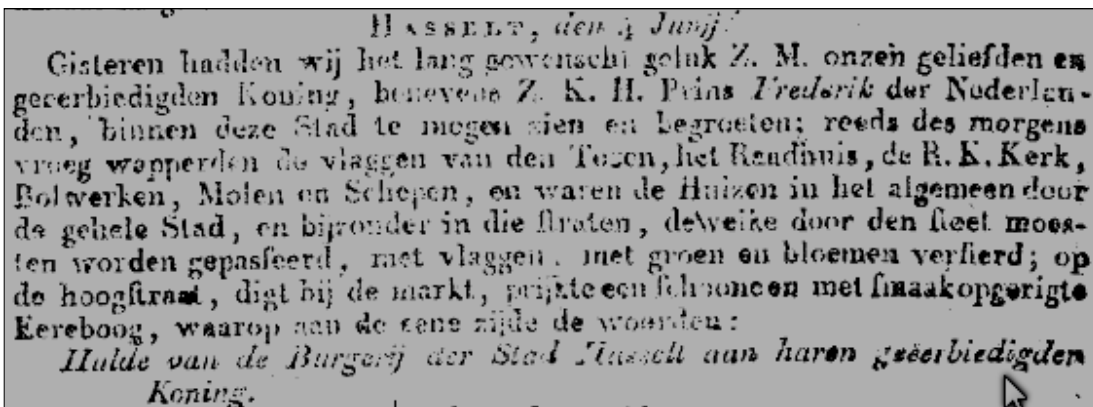 HASSELT, den 4 Junij.
Gisteren hadden wij het lang gewenscht geluk Z. M. onzen geliefden en
geëerbiedigden Koning, benevens Z. K. H. Prins Frederik der Nederlan-
den, binnen deze Stad te mogen zien en begroeten; reeds des morgens
vroeg wapperden de vlaggen van den Toren, het Raadhuis, de R. K. Kerk,
Bolwerken, Molen en Schepen, en waren de Huizen in het algemeen door
de gehele Stad, en bijzonder in die ſtraten, dewelke door den ſtoet moes-
ten worden gepasſeerd, met vlaggen, met groen en bloemen verſierd; op
de hoogſtraat, digt bij de markt, prijkte een ſchoone en met ſmaak opgerigte
Eereboog, waarop aan de eene zijde de woorden:
Hulde van de Burgerij der Stad Hasselt aan haren geëerbiedigden
Koning.